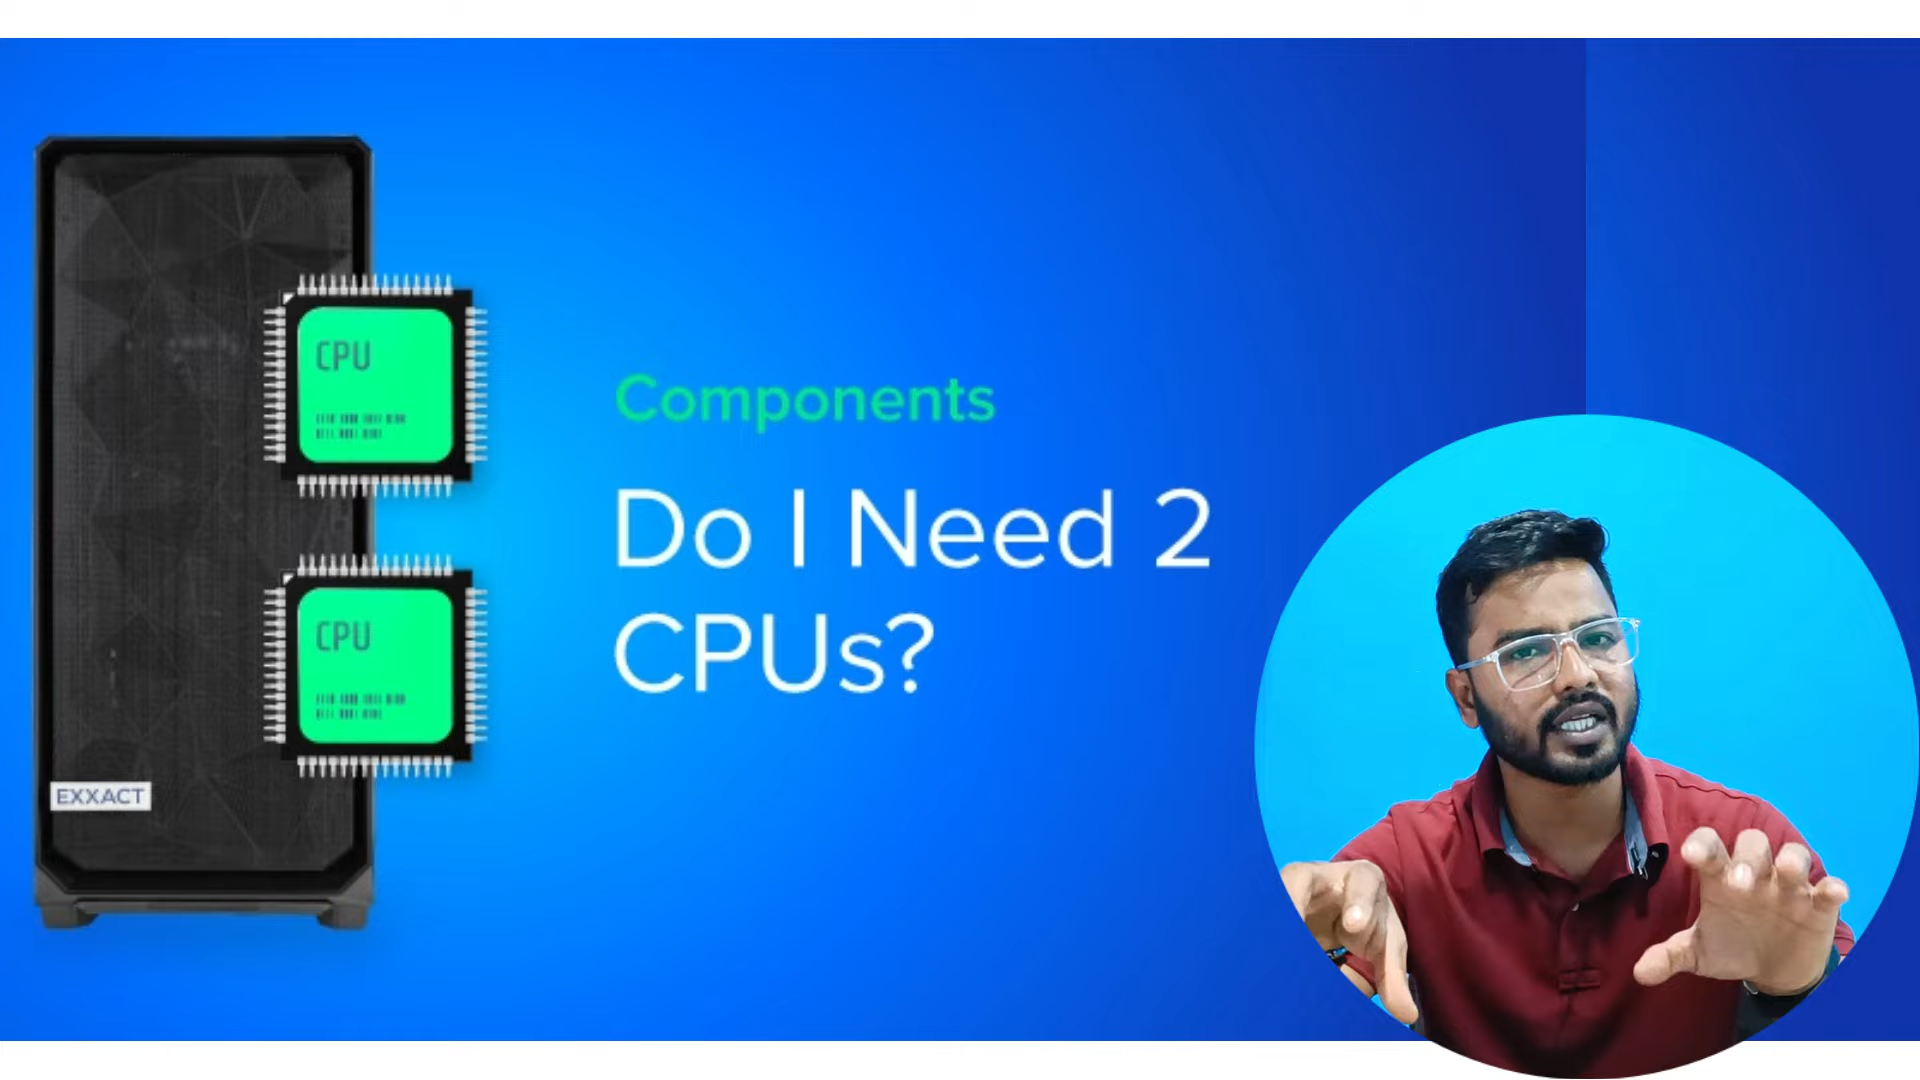 CPU
CPU
EXXACT
Components
Do I Need 2
CPUs?